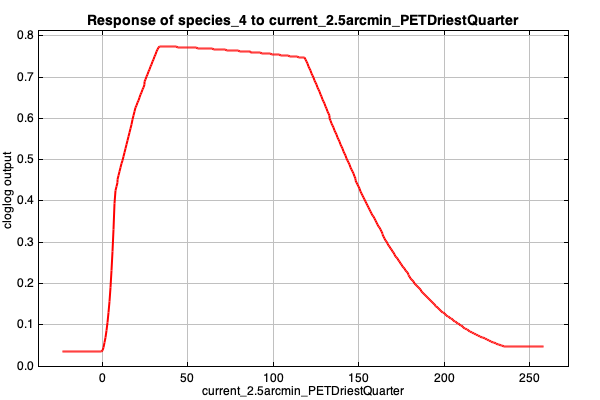 Response of species_4 to current_2.5arcmin_PETDriestQuarter
cloglog output
0.8
0.7
0.6
0.5
0.4
0.3
0.2
0.1
0.0
0 50 100 150 200 250
current_2.5arcmin_PETDriestQuarter